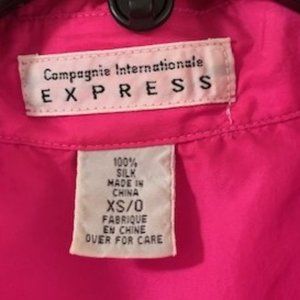 Compagnie Internationale
EXPRESS
100%
SILK
MADE IN
CHINA
XS/0
FABRIQUE
EN CHINE
OVER FOR CARE